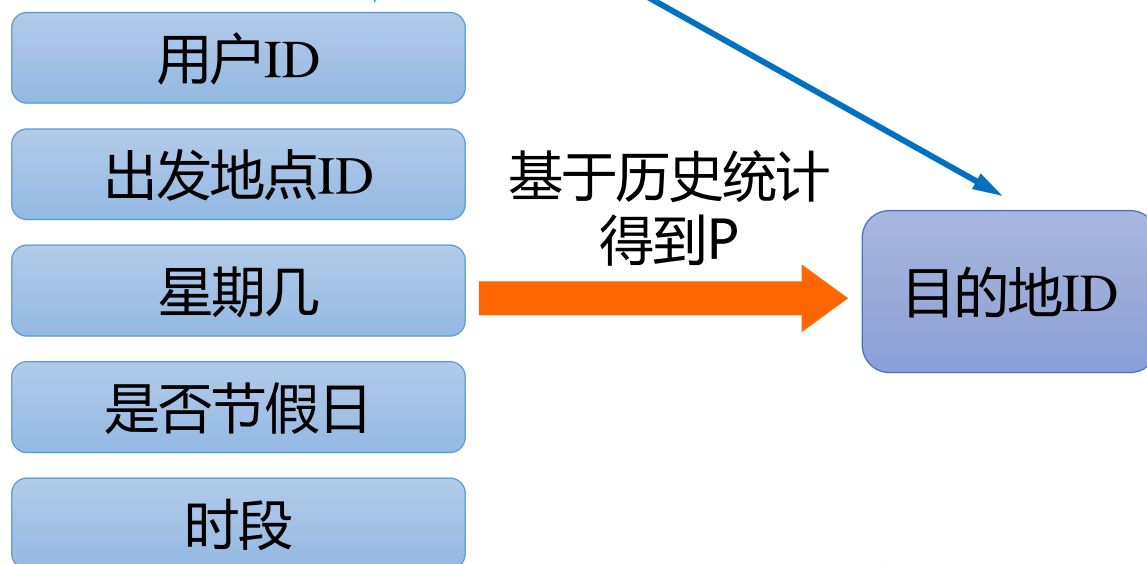 用户ID
出发地点ID
星期几
是否节假日
时段
基于历史统计
得到P
目的地ID